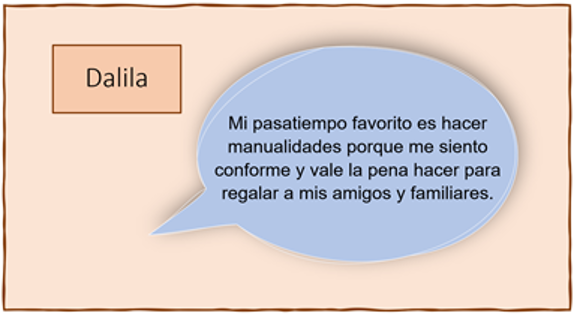 Dalila
Mi pasatiempo favorito es hacer
manualidades porque me siento
conforme y vale la pena hacer para
regalar a mis amigos y familiares.